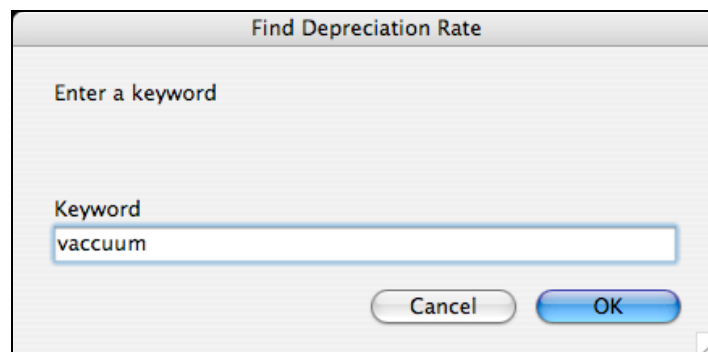 Find Depreciation Rate
Enter a keyword
Keyword
vaccuum
Cancel OK